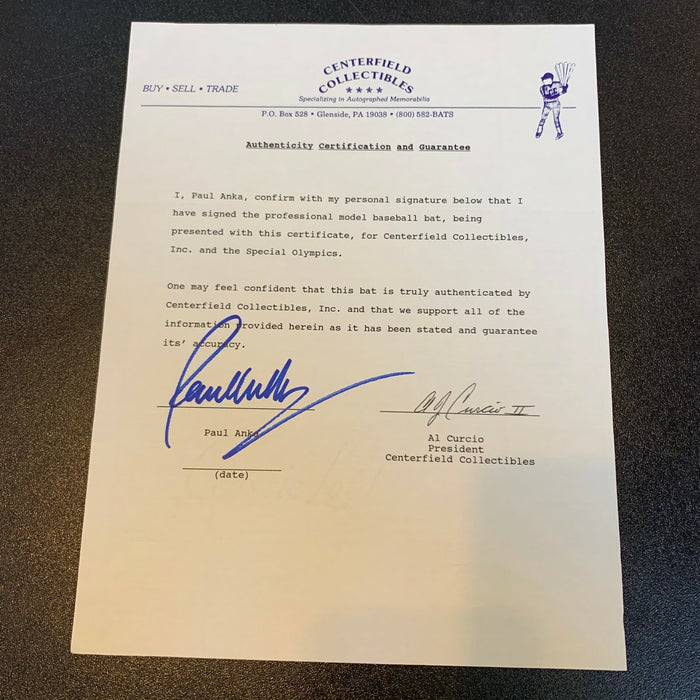 CENTERFIELD
COLLECTIBLES
BUY • SELL • TRADE
★ ★ ★ ★
Specializing in Autographed Memorabilia
P.O. Box 528 • Glenside, PA 19038 • (800) 582-BATS
Authenticity Certification and Guarantee
I, Paul Anka, confirm with my personal signature below that I
have signed the professional model baseball bat, being
presented with this certificate, for Centerfield Collectibles,
Inc. and the Special Olympics.
One may feel confident that this bat is truly authenticated by
Centerfield Collectibles, Inc. and that we support all of the
information provided herein as it has been stated and guarantee
its' accuracy.
Paul Anka
AJ Curcio II
Paul Anka
Al Curcio
President
Centerfield Collectibles
(date)